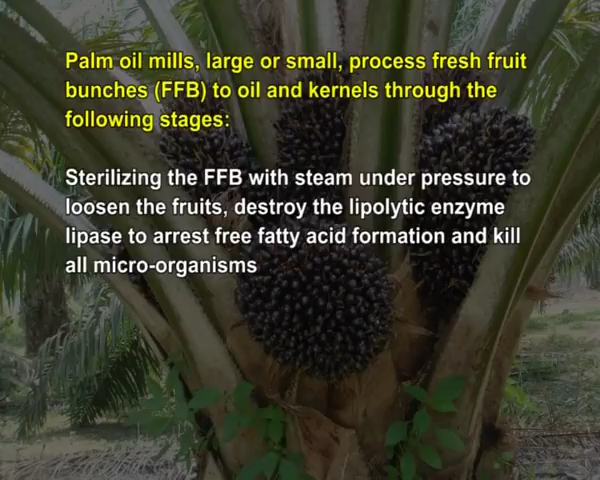 Palm oil mills, large or small, process fresh fruit
bunches (FFB) to oil and kernels through the
following stages:
Sterilizing the FFB with steam under pressure to
loosen the fruits, destroy the lipolytic enzyme
lipase to arrest free fatty acid formation and kill
all micro-organisms